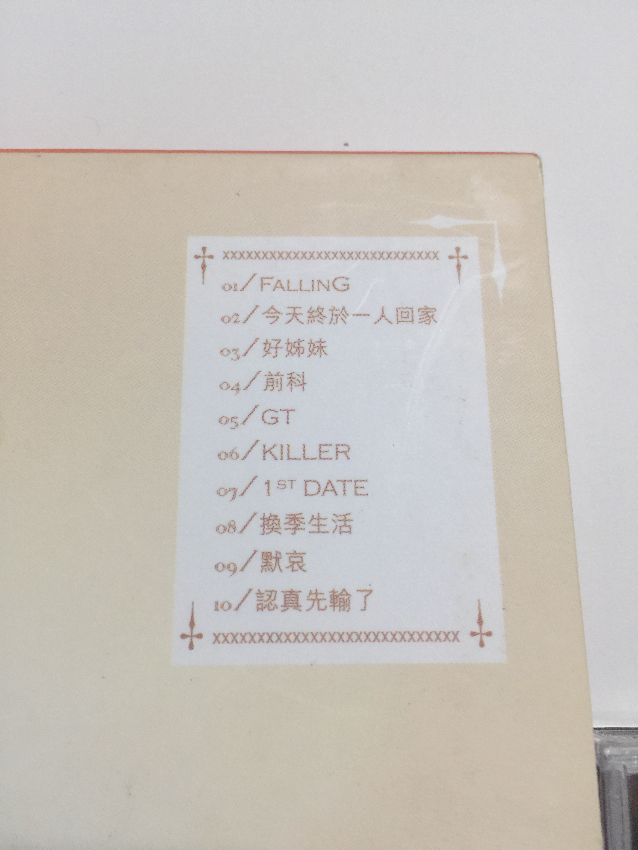 xxxxxxxxxxxxxxxxxxxxxxxxxxxx
01/FALLING
02/今天終於一人回家
03/好姊妹
04/前科
05/GT
06/KILLER
07/1ST DATE
08/換季生活
09/默哀
10/認真先輸了
xxxxxxxxxxxxxxxxxxxxxxxxxxxxx